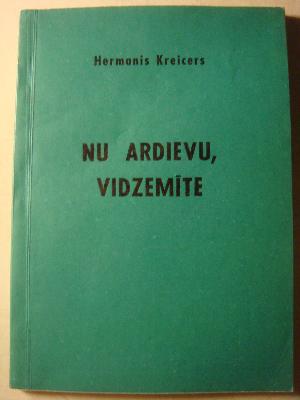 Hermanis Kreicers
NU ARDIEVU,
VIDZEMĪTE